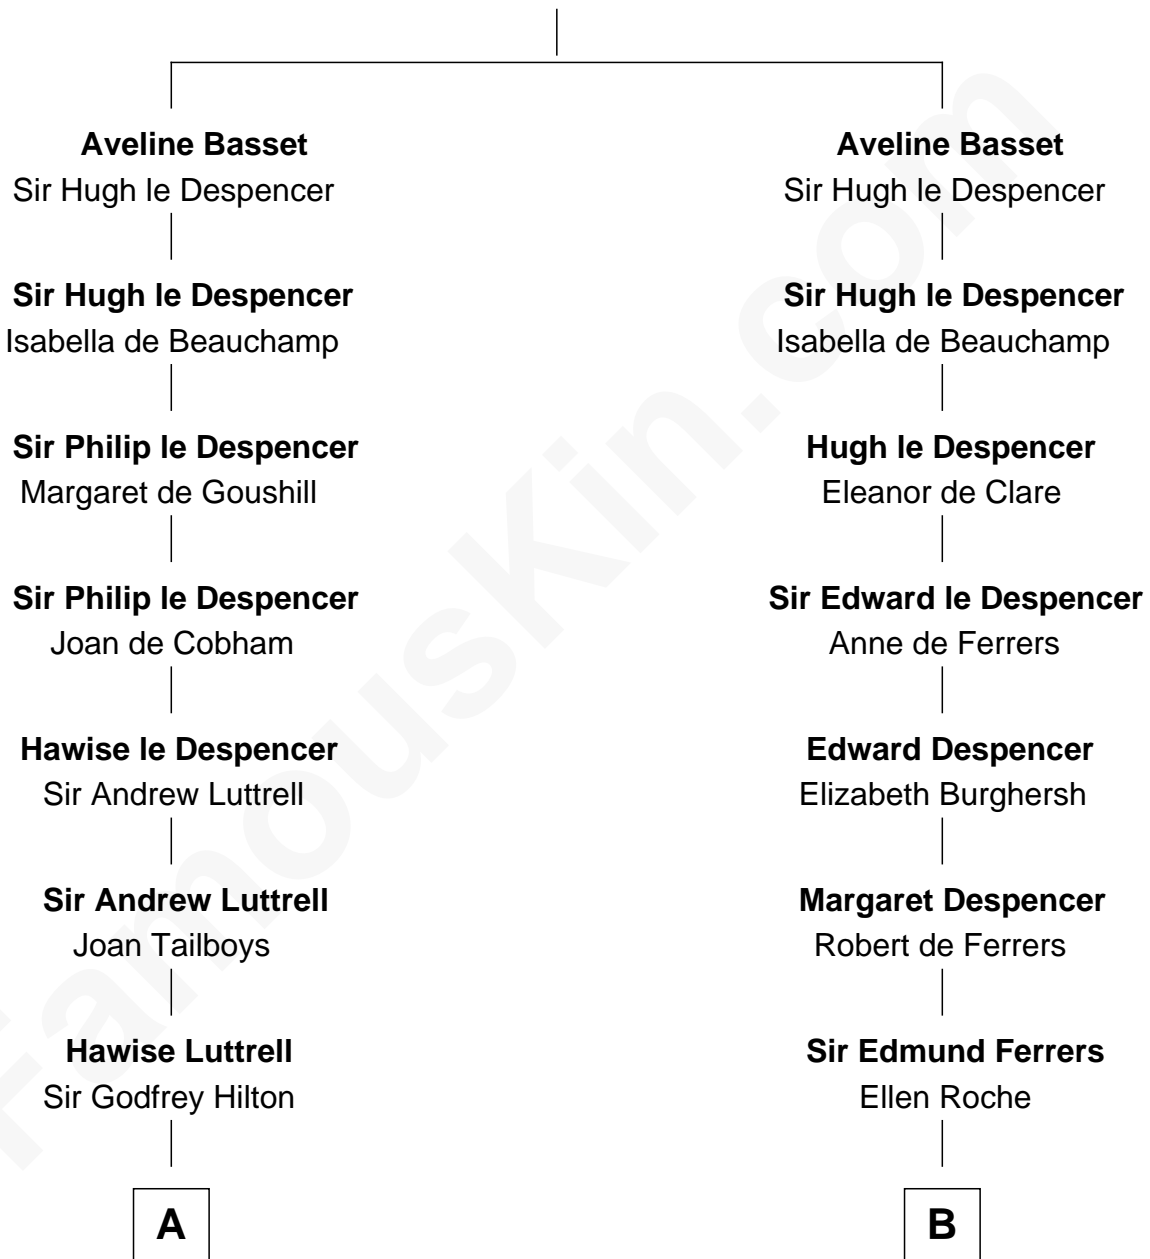 Aveline Basset
Sir Hugh le Despencer
Sir Hugh le Despencer
Isabella de Beauchamp
Sir Philip le Despencer
Margaret de Goushill
Sir Philip le Despencer
Joan de Cobham
Hawise le Despencer
Sir Andrew Luttrell
Sir Andrew Luttrell
Joan Tailboys
Hawise Luttrell
Sir Godfrey Hilton
A
Aveline Basset
Sir Hugh le Despencer
Sir Hugh le Despencer
Isabella de Beauchamp
Hugh le Despencer
Eleanor de Clare
Sir Edward le Despencer
Anne de Ferrers
Edward Despencer
Elizabeth Burghersh
Margaret Despencer
Robert de Ferrers
Sir Edmund Ferrers
Ellen Roche
B
FamousKin.com